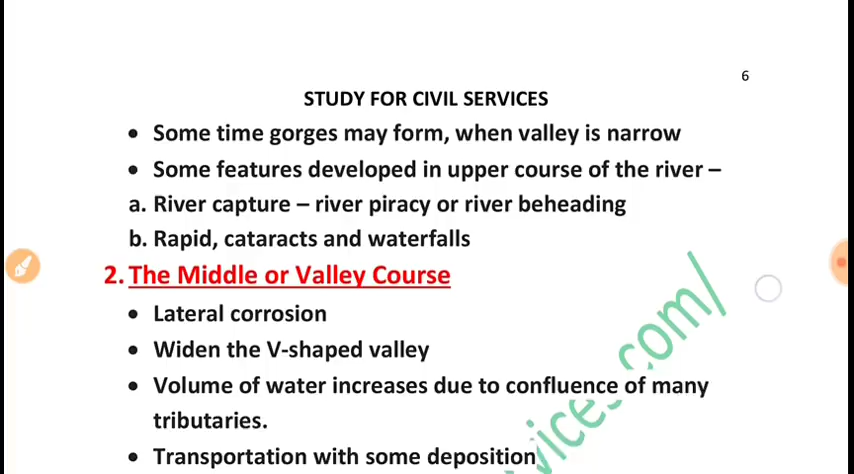 6
STUDY FOR CIVIL SERVICES
• Some time gorges may form, when valley is narrow
• Some features developed in upper course of the river –
a. River capture – river piracy or river beheading
b. Rapid, cataracts and waterfalls
2. The Middle or Valley Course
• Lateral corrosion
• Widen the V-shaped valley
• Volume of water increases due to confluence of many
tributaries.
• Transportation with some deposition
vices.com/